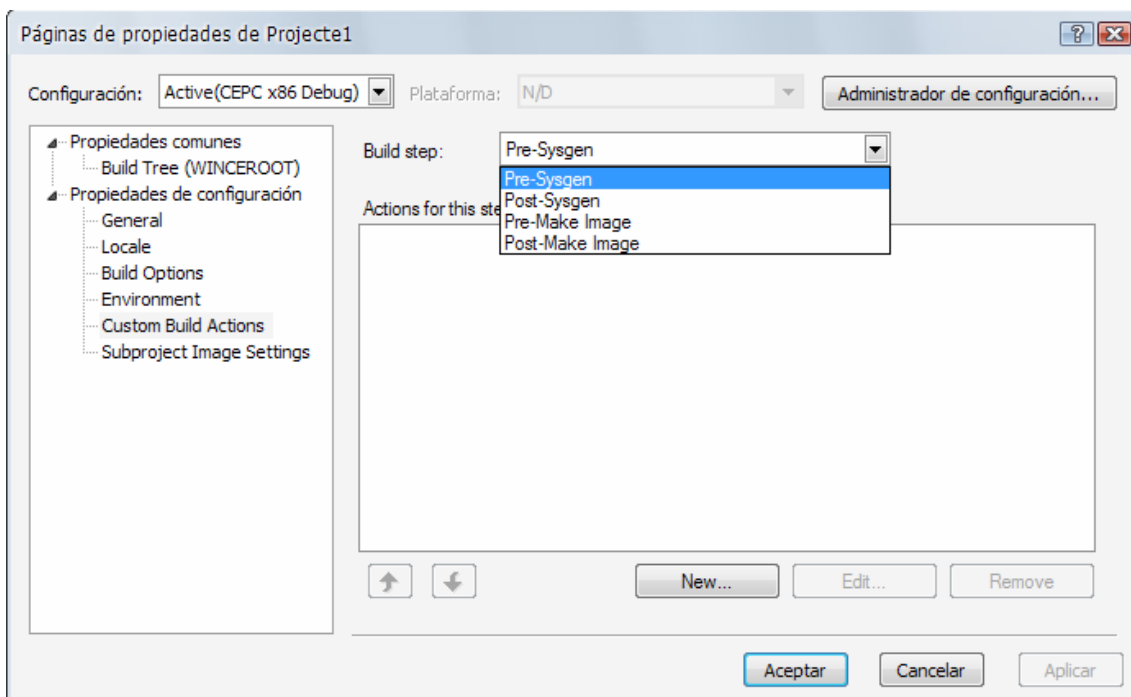 Páginas de propiedades de Projecte1
Configuración: Active(CEPC x86 Debug) Plataforma: N/D Administrador de configuración...
Propiedades comunes
Build Tree (WINCEROOT)
Propiedades de configuración
General
Locale
Build Options
Environment
Custom Build Actions
Subproject Image Settings
Build step: Pre-Sysgen
Pre-Sysgen
Post-Sysgen
Pre-Make Image
Post-Make Image
Actions for this ste
New... Edit... Remove
Aceptar Cancelar Aplicar